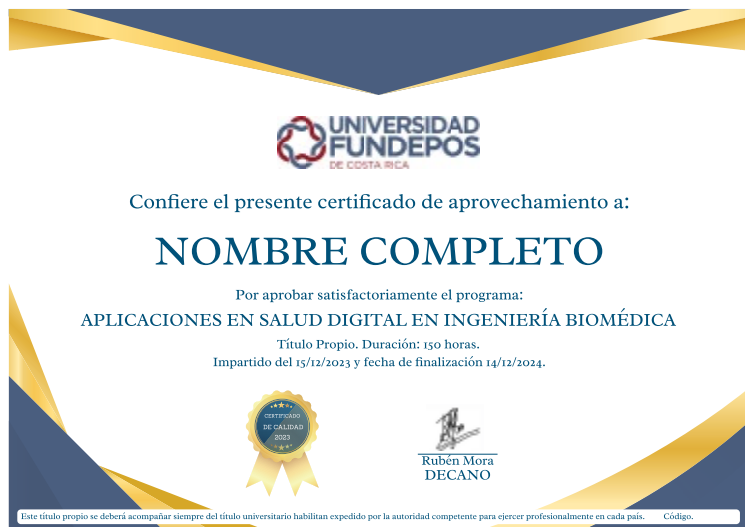 UNIVERSIDAD
FUNDEPOS
DE COSTA RICA
Confiere el presente certificado de aprovechamiento a:
NOMBRE COMPLETO
Por aprobar satisfactoriamente el programa:
APLICACIONES EN SALUD DIGITAL EN INGENIERÍA BIOMÉDICA
Título Propio. Duración: 150 horas.
Impartido del 15/12/2023 y fecha de finalización 14/12/2024.
CERTIFICADO
DE CALIDAD
2023
Rubén Mora
DECANO
Este título propio se deberá acompañar siempre del título universitario habilitan expedido por la autoridad competente para ejercer profesionalmente en cada país. Código.